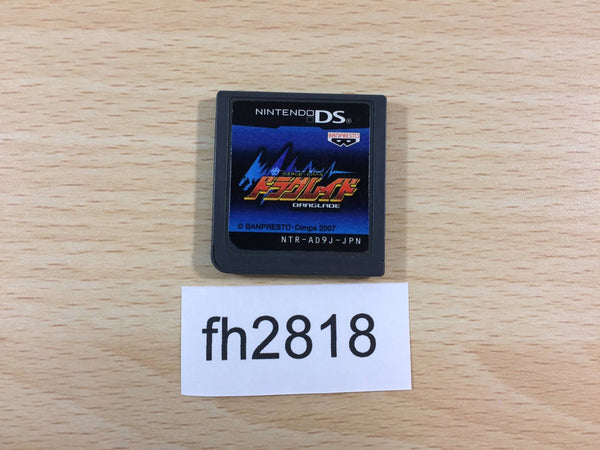 NINTENDO DS®
BANPRESTO
ドラグレイド
DRAGLADE
© BANPRESTO・Dimps 2007
NTR-AD9J-JPN
fh2818